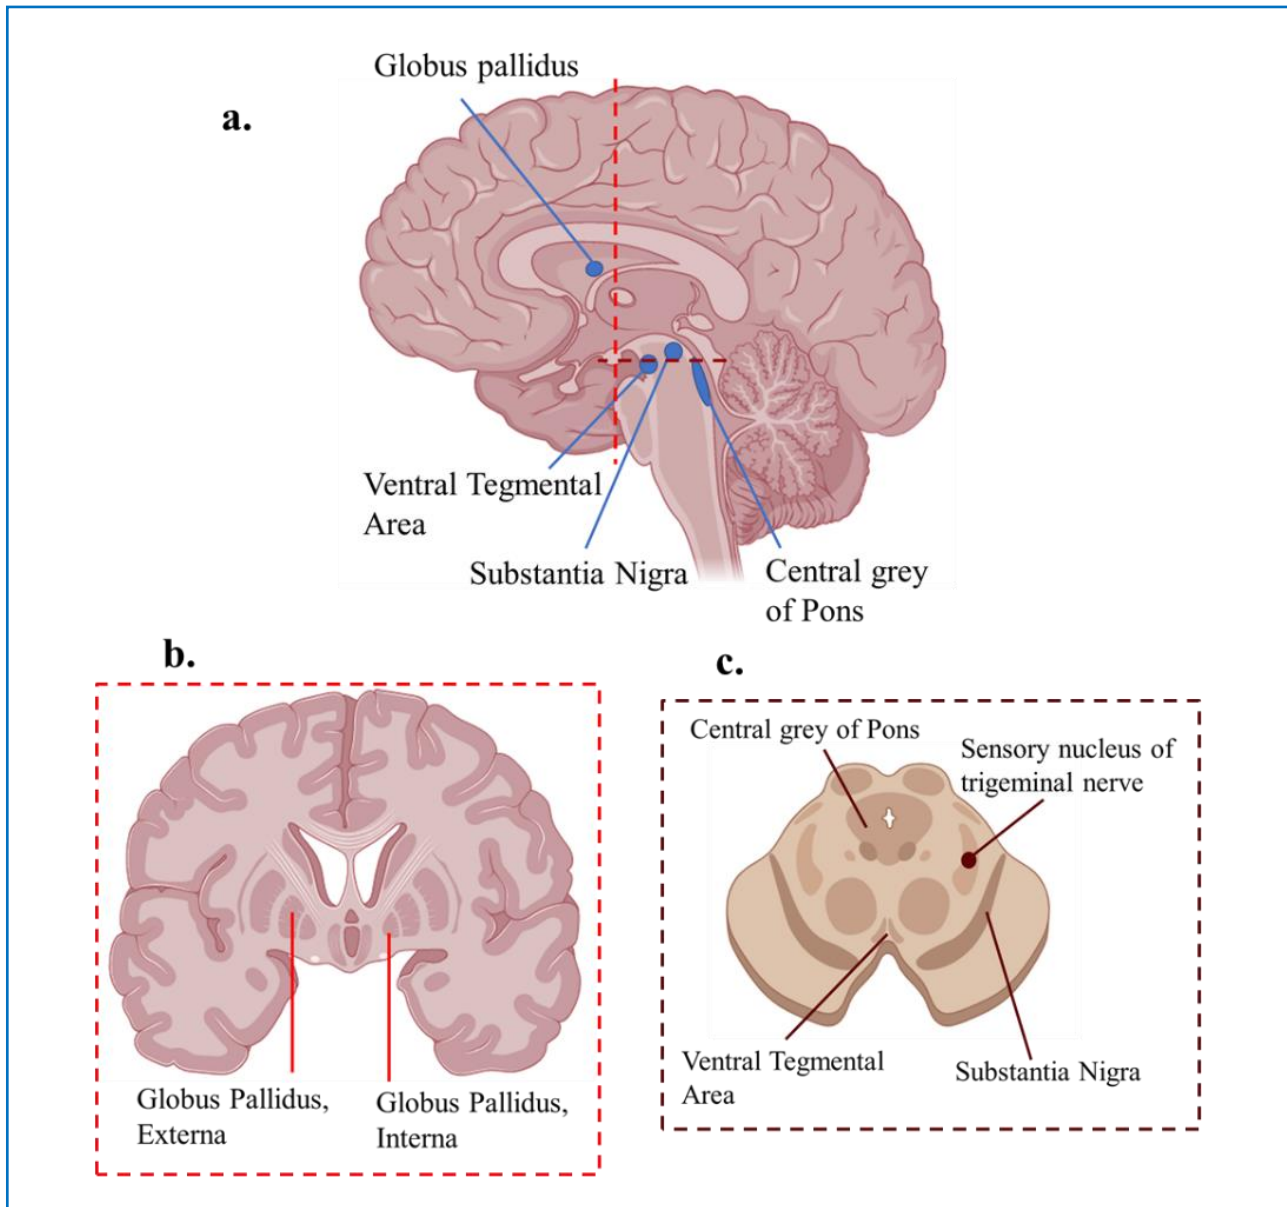 Globus pallidus
a.
Ventral Tegmental
Area
Substantia Nigra
Central grey
of Pons
b.
Globus Pallidus,
Externa
Globus Pallidus,
Interna
c.
Central grey of Pons
Sensory nucleus of
trigeminal nerve
Ventral Tegmental
Area
Substantia Nigra